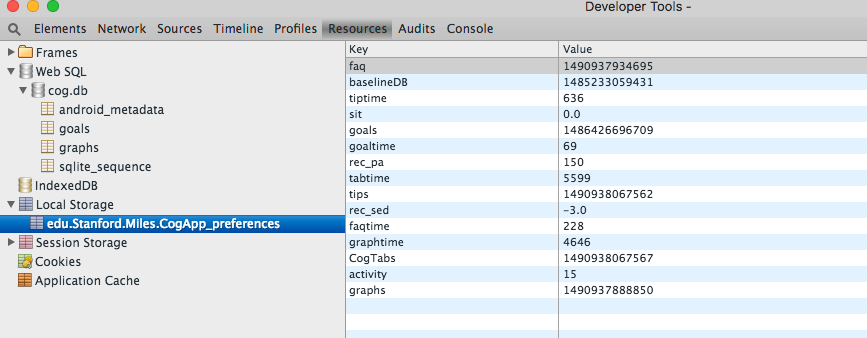 Developer Tools -
Elements Network Sources Timeline Profiles Resources Audits Console
Frames
Web SQL
cog.db
android_metadata
goals
graphs
sqlite_sequence
IndexedDB
Local Storage
edu.Stanford.Miles.CogApp_preferences
Session Storage
Cookies
Application Cache
Key Value
faq 1490937934695
baselineDB 1485233059431
tiptime 636
sit 0.0
goals 1486426696709
goaltime 69
rec_pa 150
tabtime 5599
tips 1490938067562
rec_sed -3.0
faqtime 228
graphtime 4646
CogTabs 1490938067567
activity 15
graphs 1490937888850